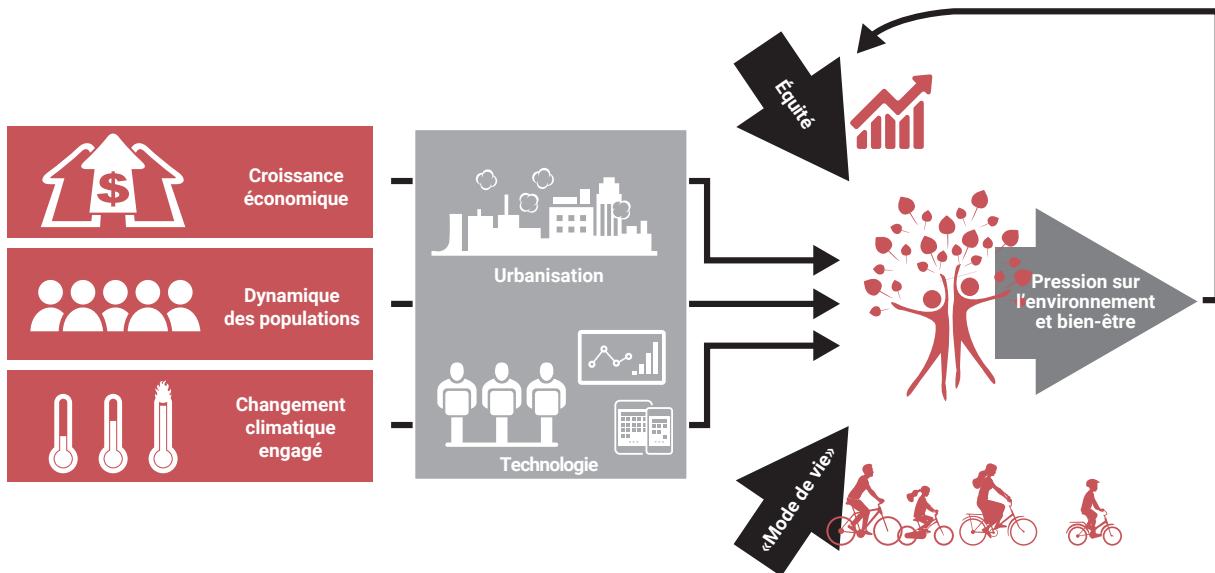 Croissance
économique
Dynamique
des populations
Changement
climatique
engagé
$
Urbanisation
Technologie
Équité
«Mode de vie»
Pression sur
l'environnement
et bien-être